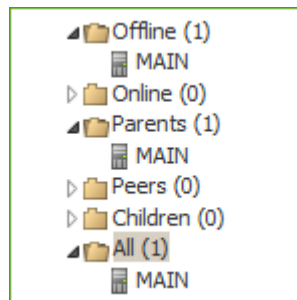 Offline (1)
MAIN
Online (0)
Parents (1)
MAIN
Peers (0)
Children (0)
All (1)
MAIN